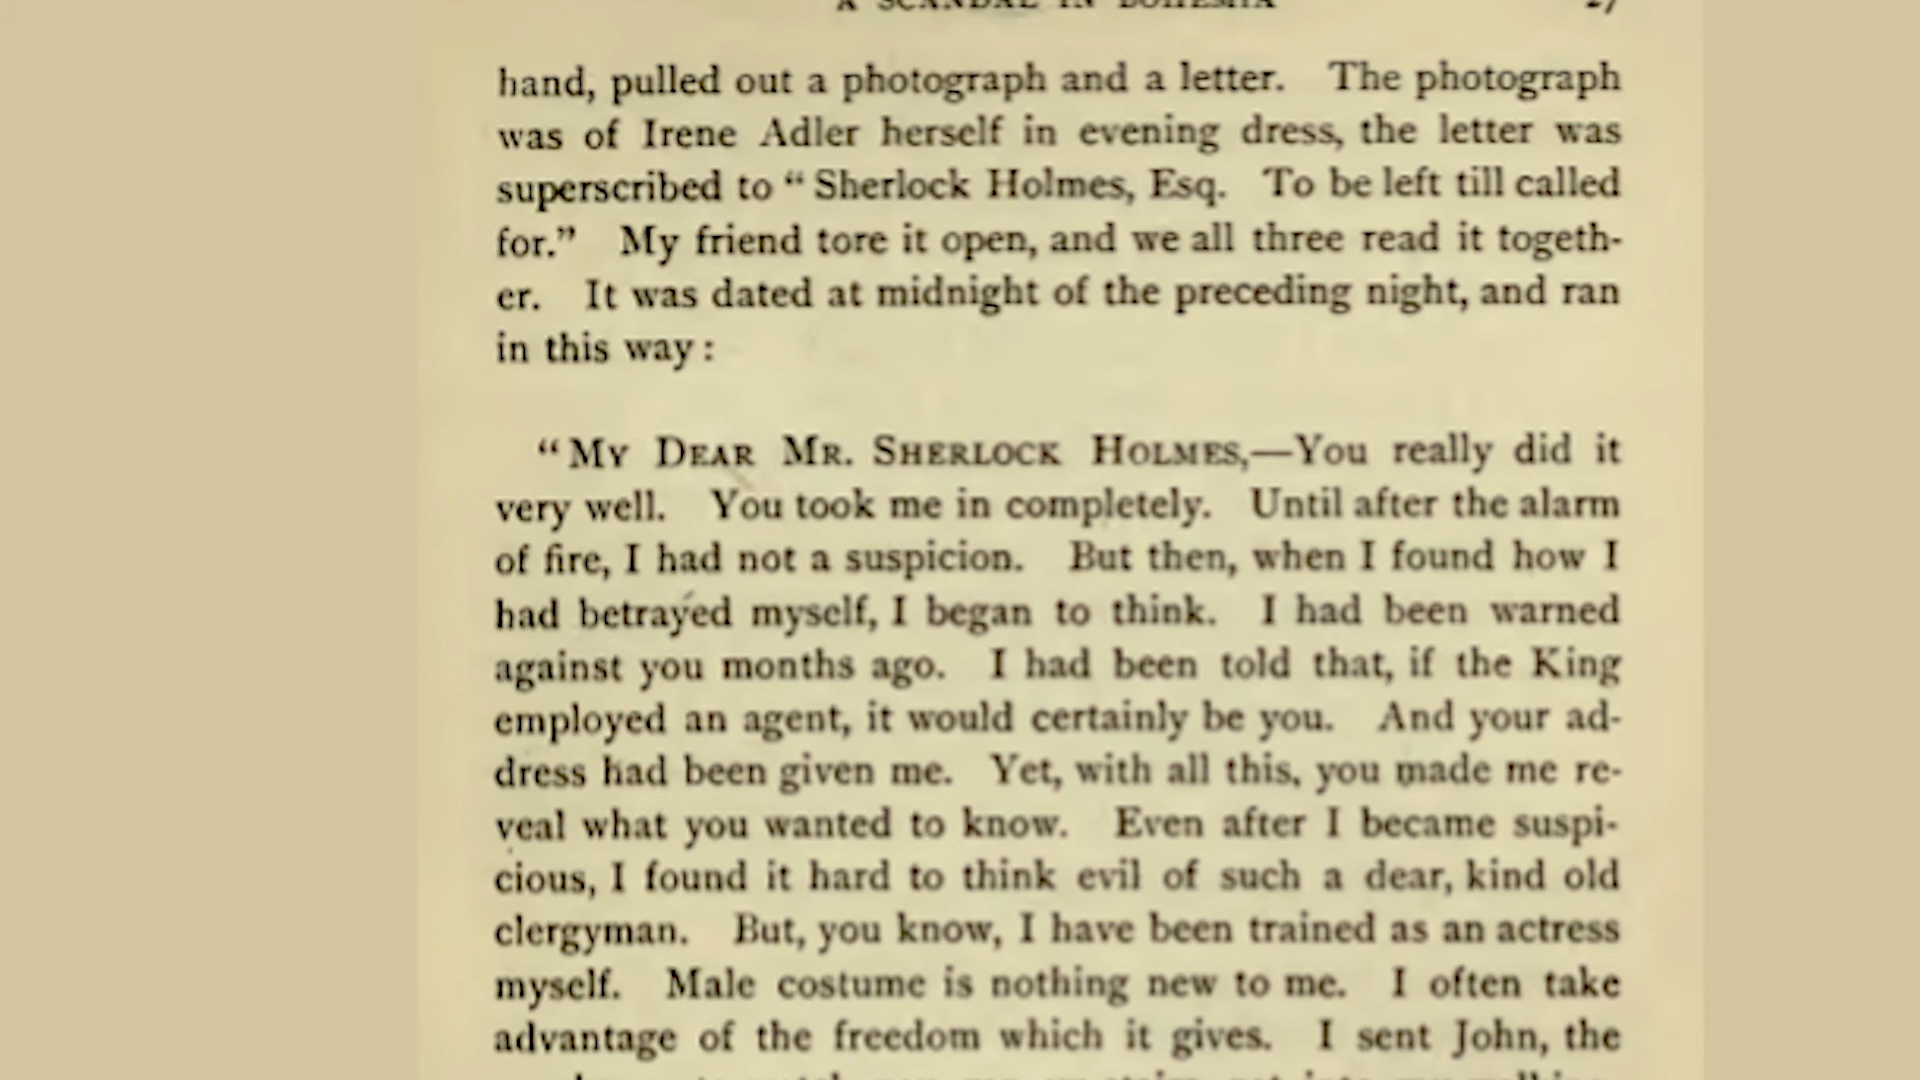 A SCANDAL IN BOHEMIA 27
hand, pulled out a photograph and a letter. The photograph
was of Irene Adler herself in evening dress, the letter was
superscribed to “Sherlock Holmes, Esq. To be left till called
for.” My friend tore it open, and we all three read it togeth-
er. It was dated at midnight of the preceding night, and ran
in this way:
“MY DEAR MR. SHERLOCK HOLMES,—You really did it
very well. You took me in completely. Until after the alarm
of fire, I had not a suspicion. But then, when I found how I
had betrayed myself, I began to think. I had been warned
against you months ago. I had been told that, if the King
employed an agent, it would certainly be you. And your ad-
dress had been given me. Yet, with all this, you made me re-
veal what you wanted to know. Even after I became suspi-
cious, I found it hard to think evil of such a dear, kind old
clergyman. But, you know, I have been trained as an actress
myself. Male costume is nothing new to me. I often take
advantage of the freedom which it gives. I sent John, the